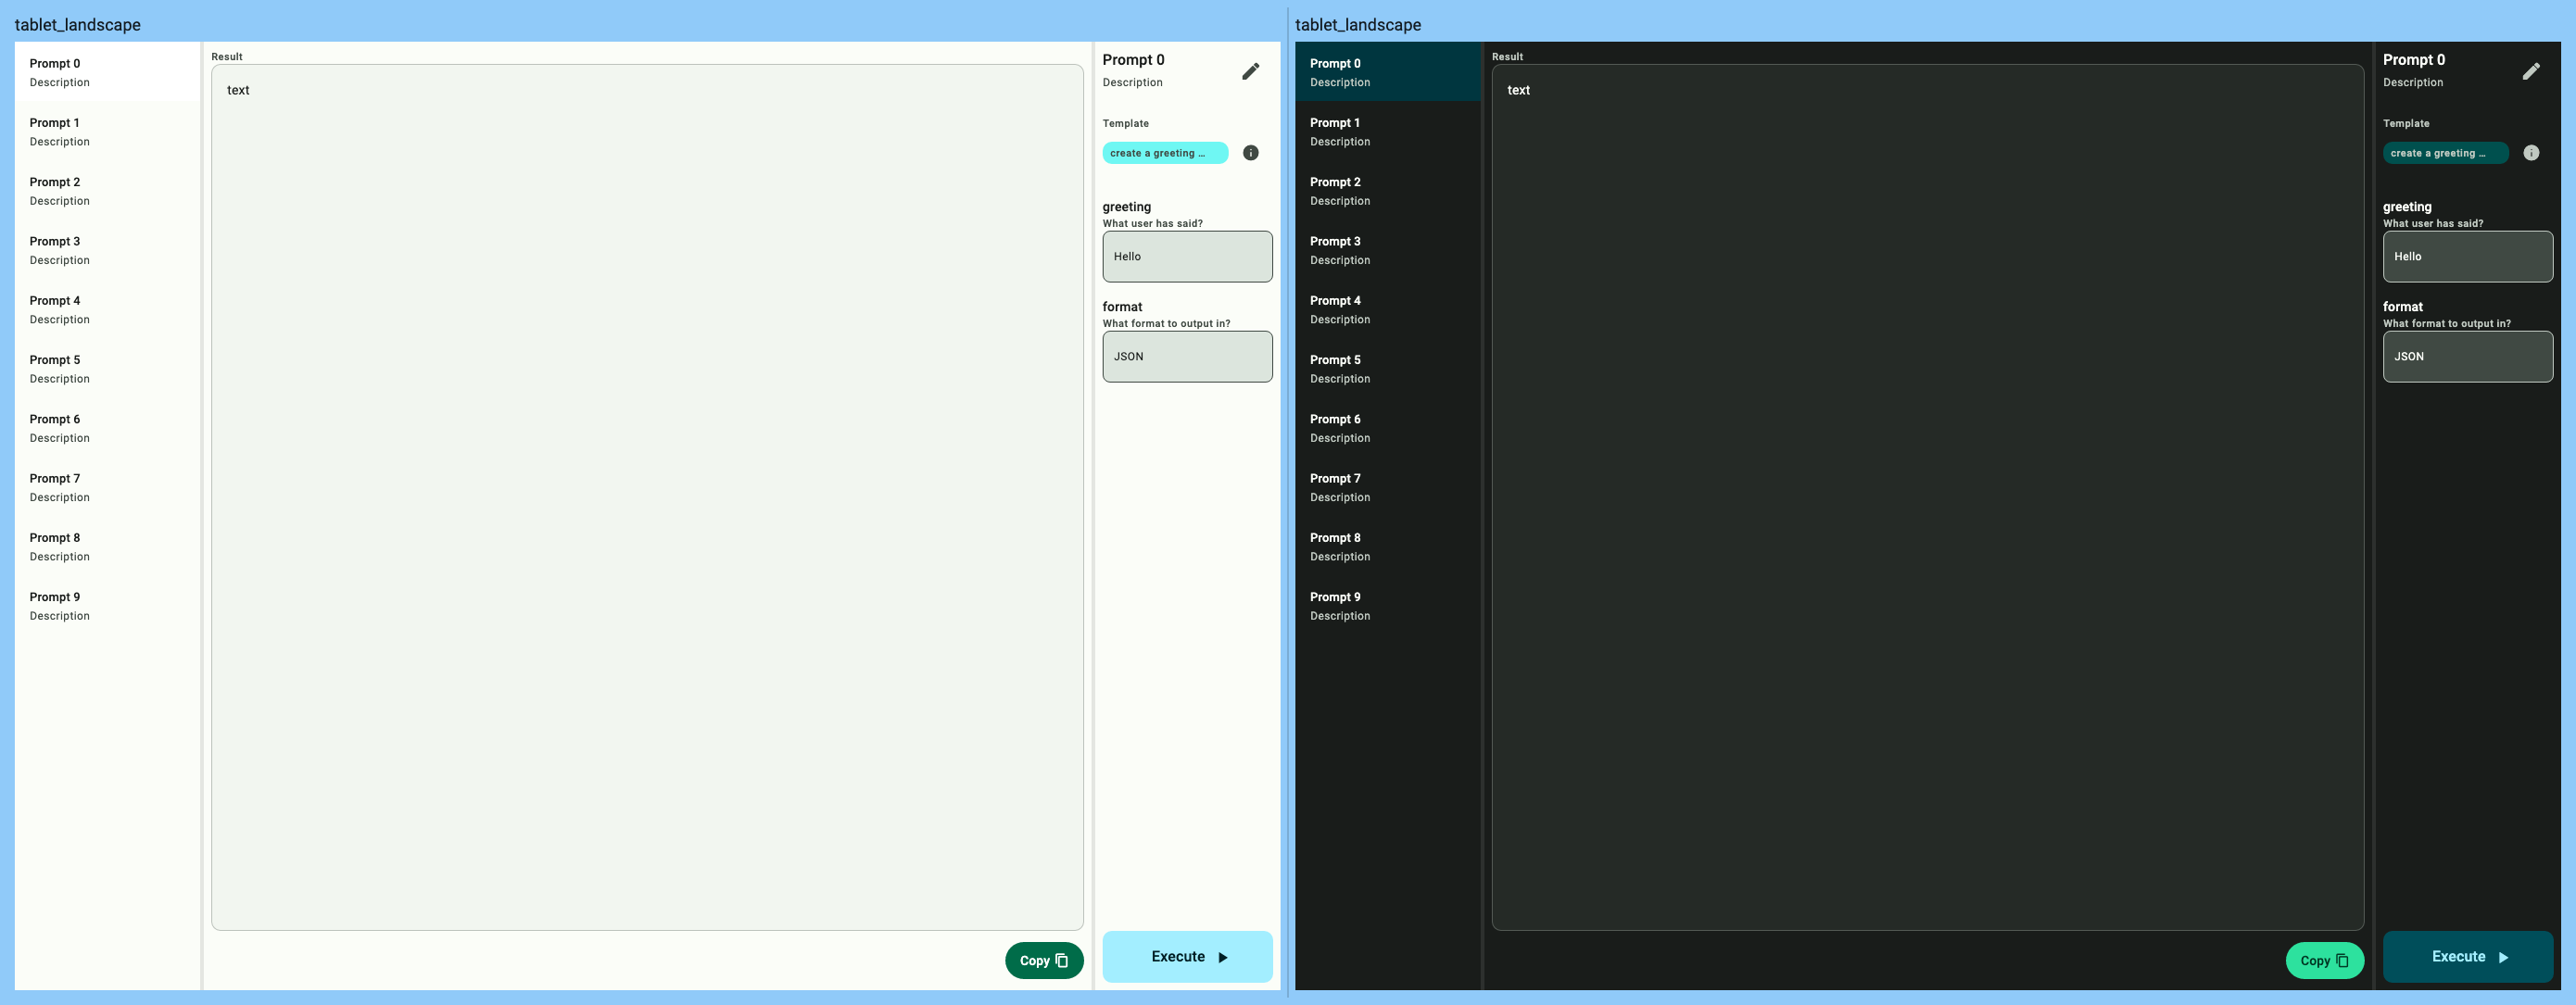 tablet_landscape
Prompt 0
Description
Prompt 1
Description
Prompt 2
Description
Prompt 3
Description
Prompt 4
Description
Prompt 5
Description
Prompt 6
Description
Prompt 7
Description
Prompt 8
Description
Prompt 9
Description
Result
text
Copy
Prompt 0
Description
Template
create a greeting ...
greeting
What user has said?
Hello
format
What format to output in?
JSON
Execute
tablet_landscape
Prompt 0
Description
Prompt 1
Description
Prompt 2
Description
Prompt 3
Description
Prompt 4
Description
Prompt 5
Description
Prompt 6
Description
Prompt 7
Description
Prompt 8
Description
Prompt 9
Description
Result
text
Copy
Prompt 0
Description
Template
create a greeting ...
greeting
What user has said?
Hello
format
What format to output in?
JSON
Execute